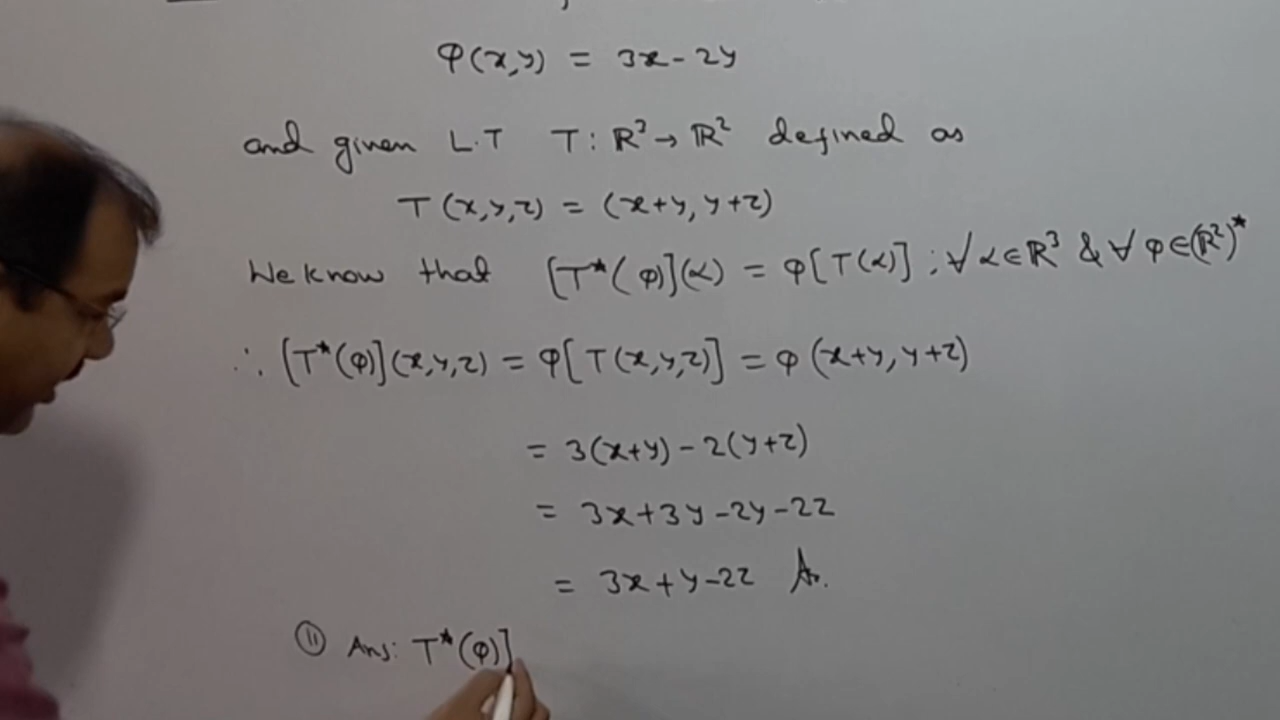 φ(x,y) = 3x-2y
and given L.T T: ℝ³→ℝ² defined as
T(x,y,z) = (x+y, y+z)
We know that [T*(φ)](α) = φ[T(α)] ; ∀ α∈ℝ³ & ∀ φ∈(ℝ²)*
∴ [T*(φ)](x,y,z) = φ[T(x,y,z)] = φ(x+y, y+z)
= 3(x+y) - 2(y+z)
= 3x+3y-2y-2z
= 3x+y-2z
(ii) Ans: T*(φ)]